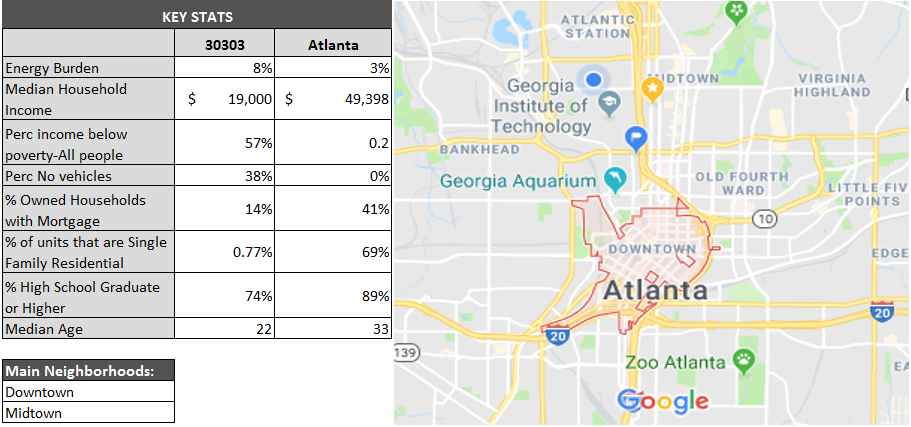 KEY STATS
30303 Atlanta
Energy Burden 8% 3%
Median Household
Income $ 19,000 $ 49,398
Perc income below
poverty-All people 57% 0.2
Perc No vehicles 38% 0%
% Owned Households
with Mortgage 14% 41%
% of units that are Single
Family Residential 0.77% 69%
% High School Graduate
or Higher 74% 89%
Median Age 22 33
Main Neighborhoods:
Downtown
Midtown
ATLANTIC
STATION
MIDTOWN
VIRGINIA
HIGHLAND
Georgia
Institute of
Technology
BANKHEAD
Georgia Aquarium
OLD FOURTH
WARD
LITTLE FIV
POINTS
10
DOWNTOWN
EDGE
Atlanta
20
20
139
Zoo Atlanta
EA
Google